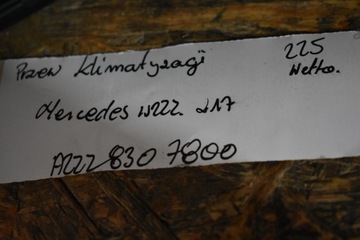 Przew klimatyzacji 225
Netto.
Mercedes W222. 217
A222 830 7800